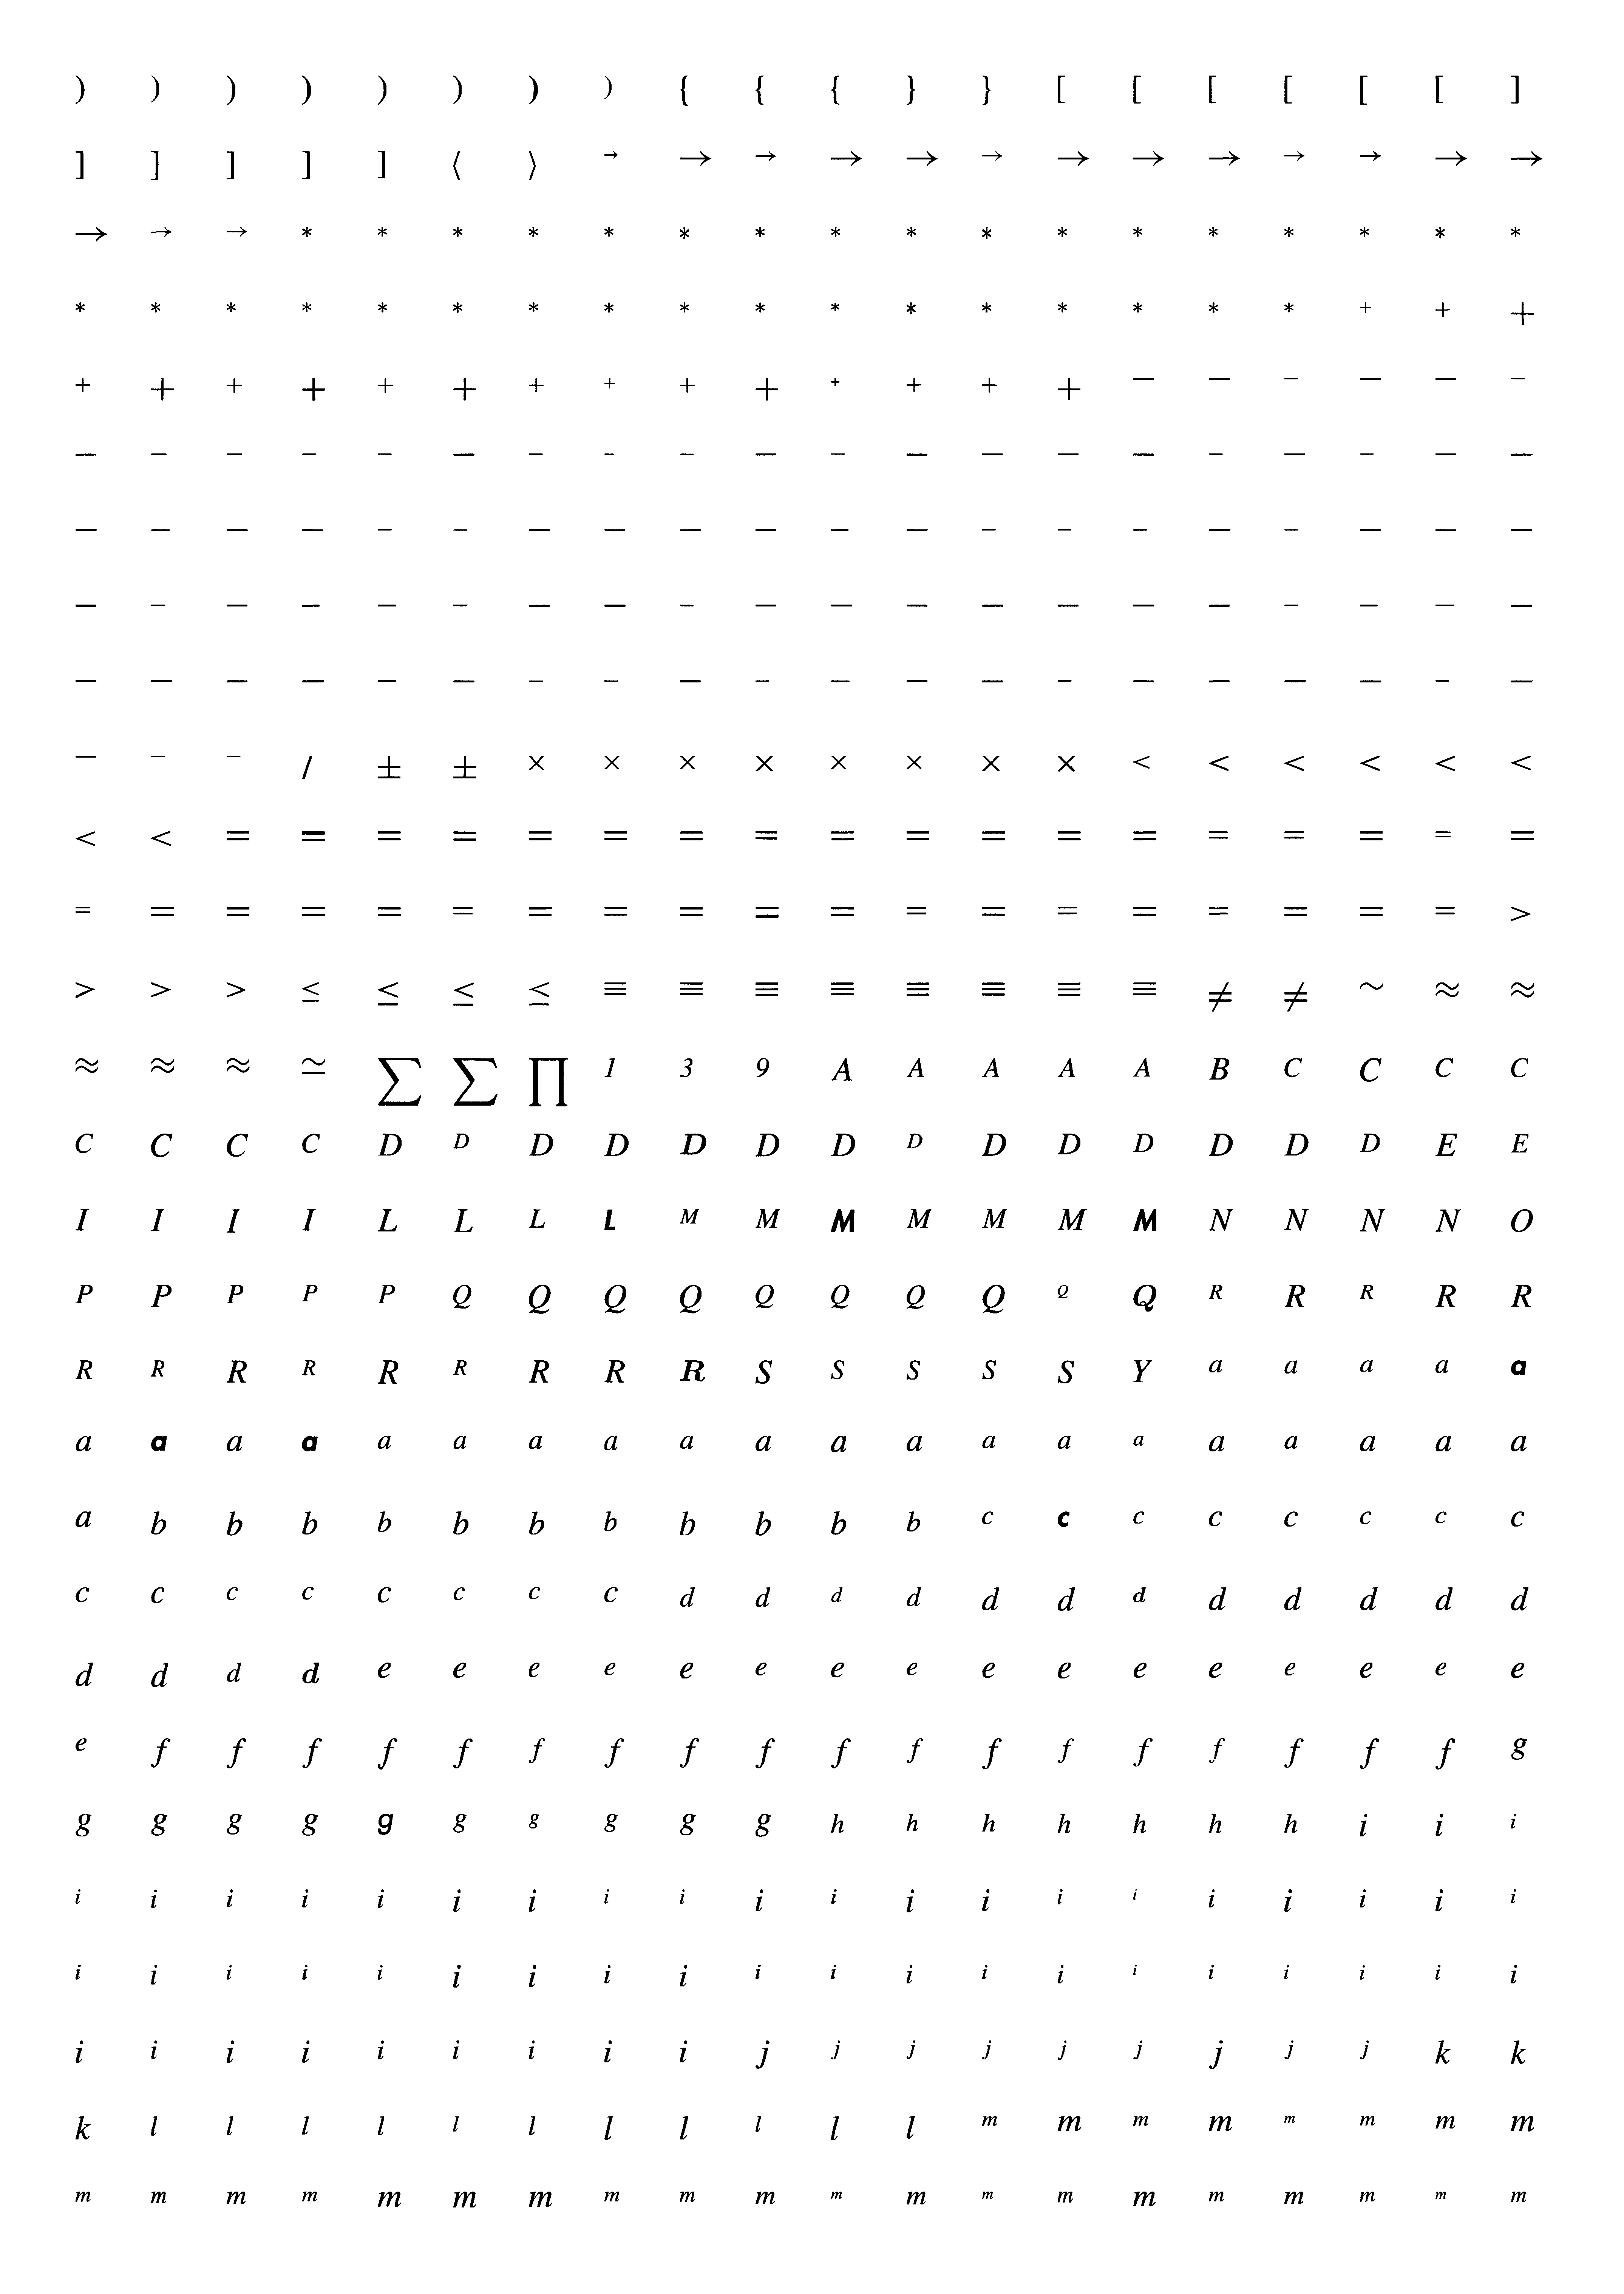 ) ) ) ) ) ) ) ) { { { } } [ [ [ [ [ [ ]
] ] ] ] ] ⟨ ⟩ → → → → → → → → → → → → →
→ → → * * * * * * * * * * * * * * * * *
* * * * * * * * * * * * * * * * * + + +
+ + + + + + + + + + + + + + − − − − − −
− − − − − − − − − − − − − − − − − − − −
− − − − − − − − − − − − − − − − − − − −
− − − − − − − − − − − − − − − − − − − −
− − − − − − − − − − − − − − − − − − − −
− − − / ± ± × × × × × × × × < < < < < <
< < = = = = = = = = = = = = = = = = = =
= = = = = = = = = = = = = = = = = = = >
> > > ≤ ≤ ≤ ≤ ≡ ≡ ≡ ≡ ≡ ≡ ≡ ≡ ≠ ≠ ~ ≈ ≈
≈ ≈ ≈ ≃ ∑ ∑ ∏ 1 3 9 A A A A A B C C C C
C C C C D D D D D D D D D D D D D D E E
I I I I L L L L M M M M M M M N N N N O
P P P P P Q Q Q Q Q Q Q Q Q Q R R R R R
R R R R R R R R R S S S S S Y a a a a a
a a a a a a a a a a a a a a a a a a a a
a b b b b b b b b b b b c c c c c c c c
c c c c c c c c d d d d d d d d d d d d
d d d d e e e e e e e e e e e e e e e e
e f f f f f f f f f f f f f f f f f f g
g g g g g g g g g g h h h h h h h i i i
i i i i i i i i i i i i i i i i i i i i
i i i i i i i i i i i i i i i i i i i i
i i i i i i i i i j j j j j j j j j k k
k l l l l l l l l l l l m m m m m m m m
m m m m m m m m m m m m m m m m m m m m